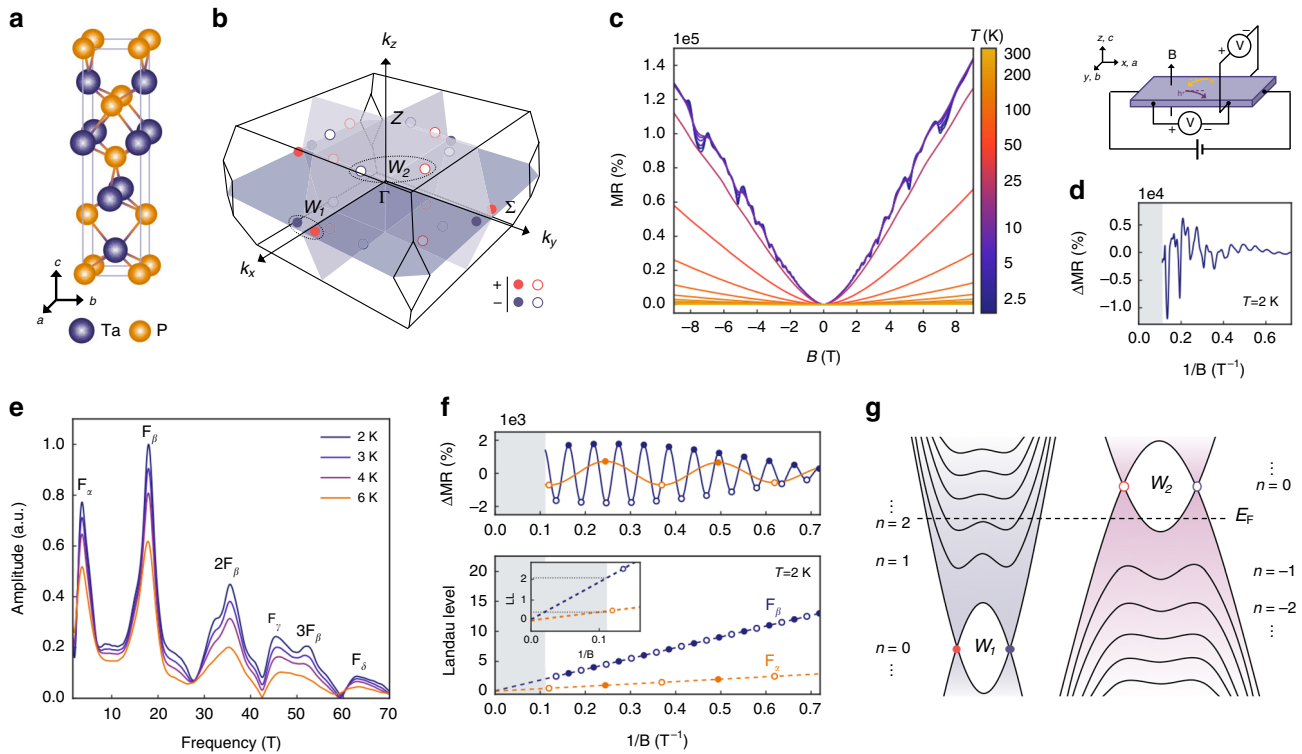 a
c
b
a
Ta
P
b
k_z
Z
W_2
Γ
W_1
Σ
k_x
k_y
+
−
c
1e5
MR (%)
1.4
1.2
1.0
0.8
0.6
0.4
0.2
0.0
−8 −6 −4 −2 0 2 4 6 8
B (T)
T (K)
300
200
100
50
25
10
5
2.5
z, c
x, a
y, b
B
h⁺
+ V −
+ V −
d
1e4
ΔMR (%)
0.5
0.0
−0.5
−1.0
T=2 K
0.2 0.4 0.6
1/B (T⁻¹)
e
Amplitude (a.u.)
1.0
0.8
0.6
0.4
0.2
0.0
F_α
F_β
2F_β
F_γ
3F_β
F_δ
2 K
3 K
4 K
6 K
10 20 30 40 50 60 70
Frequency (T)
f
1e3
ΔMR (%)
2
0
−2
0.0 0.1 0.2 0.3 0.4 0.5 0.6 0.7
Landau level
20
15
10
5
0
LL
2
1
0
0.0 0.1
1/B
T=2 K
F_β
F_α
0.0 0.1 0.2 0.3 0.4 0.5 0.6 0.7
1/B (T⁻¹)
g
W_1
W_2
⋮
n = 2
n = 1
n = 0
⋮
E_F
⋮
n = 0
n = −1
n = −2
⋮